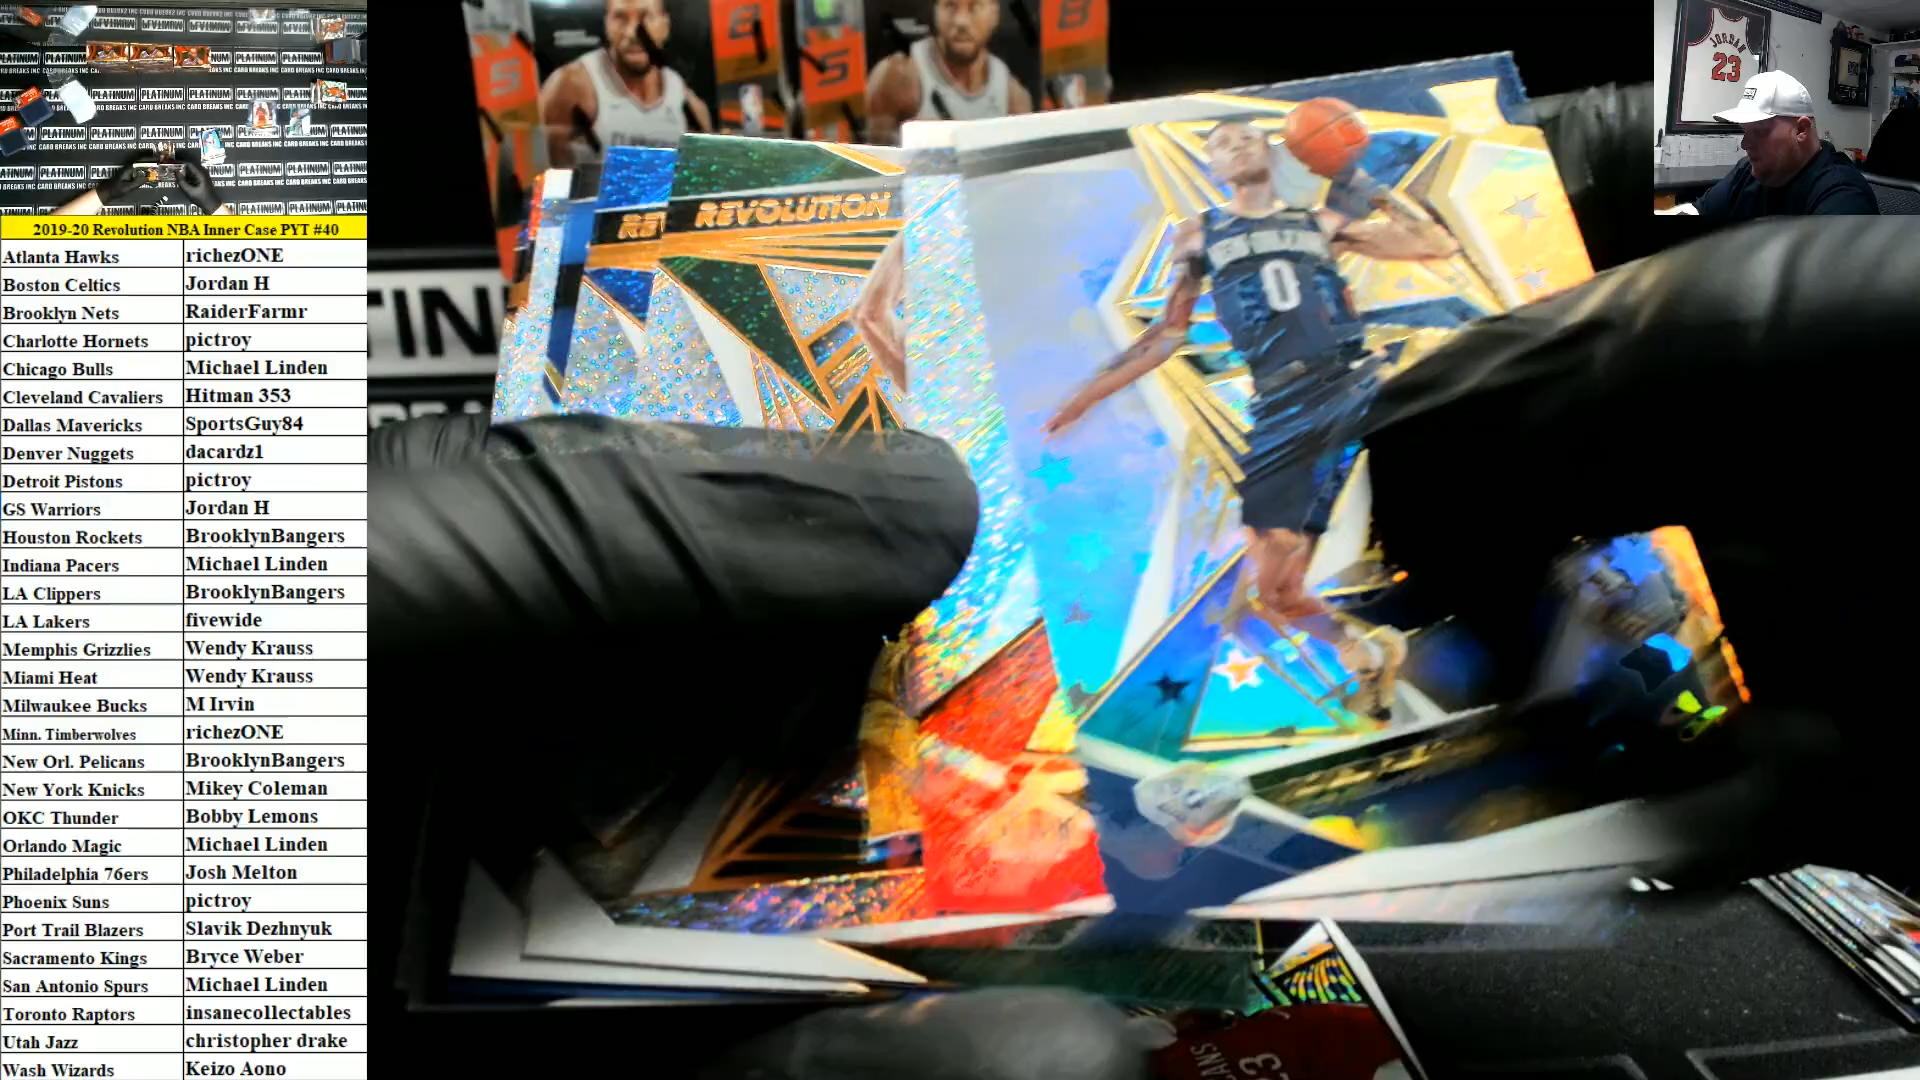 2019-20 Revolution NBA Inner Case PYT #40
Atlanta Hawks richezONE
Boston Celtics Jordan H
Brooklyn Nets RaiderFarmr
Charlotte Hornets pictroy
Chicago Bulls Michael Linden
Cleveland Cavaliers Hitman 353
Dallas Mavericks SportsGuy84
Denver Nuggets dacardz1
Detroit Pistons pictroy
GS Warriors Jordan H
Houston Rockets BrooklynBangers
Indiana Pacers Michael Linden
LA Clippers BrooklynBangers
LA Lakers fivewide
Memphis Grizzlies Wendy Krauss
Miami Heat Wendy Krauss
Milwaukee Bucks M Irvin
Minn. Timberwolves richezONE
New Orl. Pelicans BrooklynBangers
New York Knicks Mikey Coleman
OKC Thunder Bobby Lemons
Orlando Magic Michael Linden
Philadelphia 76ers Josh Melton
Phoenix Suns pictroy
Port Trail Blazers Slavik Dezhnyuk
Sacramento Kings Bryce Weber
San Antonio Spurs Michael Linden
Toronto Raptors insanecollectables
Utah Jazz christopher drake
Wash Wizards Keizo Aono
REVOLUTION
0
JORDAN
23
PLATINUM
CARD BREAKS INC